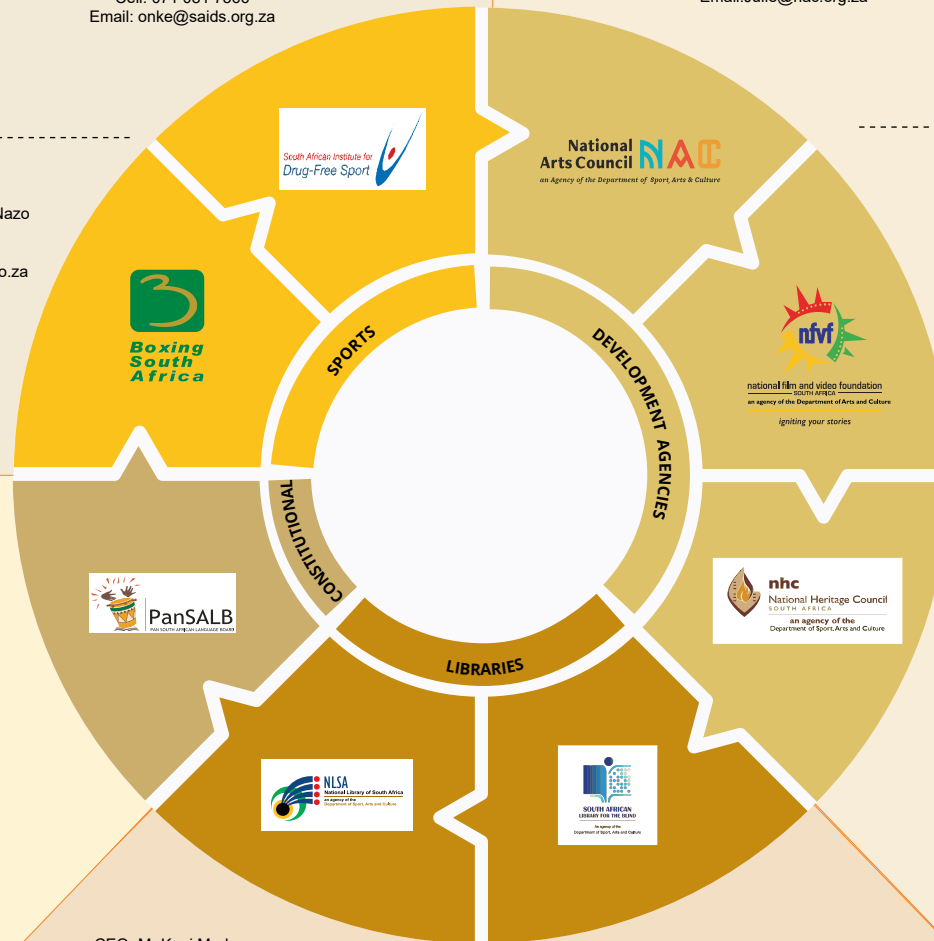 Email: onke@saids.org.za
South African Institute for
Drug-Free Sport
National
Arts Council NAC
an Agency of the Department of Sport, Arts & Culture
Nazo
o.za
Boxing
South
Africa
nfvf
national film and video foundation
SOUTH AFRICA
an agency of the Department of Arts and Culture
igniting your stories
SPORTS
DEVELOPMENT AGENCIES
CONSTITUTIONAL
LIBRARIES
PanSALB
PAN SOUTH AFRICAN LANGUAGE BOARD
nhc
National Heritage Council
SOUTH AFRICA
an agency of the
Department of Sport, Arts and Culture
NLSA
National Library of South Africa
an agency of the
Department of Sport, Arts and Culture
SOUTH AFRICAN
LIBRARY FOR THE BLIND
An agency of the
Department of Sport, Arts and Culture